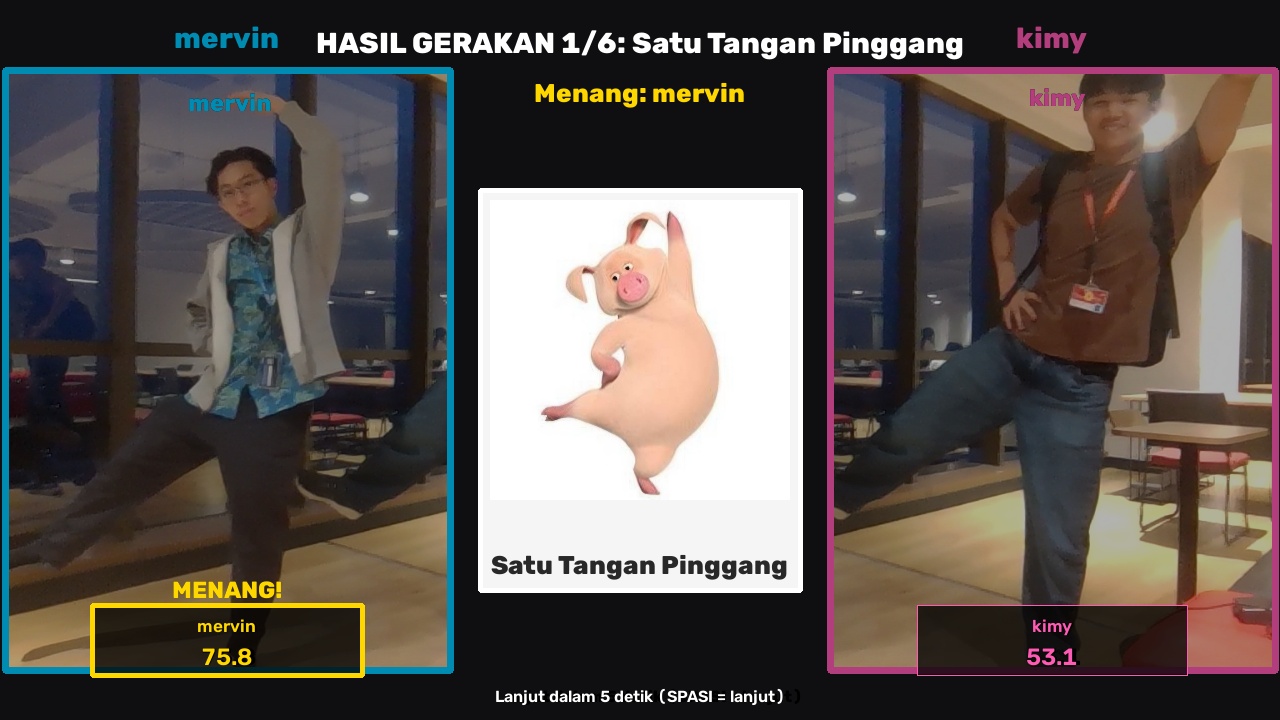 mervin
HASIL GERAKAN 1/6: Satu Tangan Pinggang
kimy
Menang: mervin
mervin
kimy
Satu Tangan Pinggang
MENANG!
mervin
75.8
kimy
53.1
Lanjut dalam 5 detik (SPASI = lanjut)